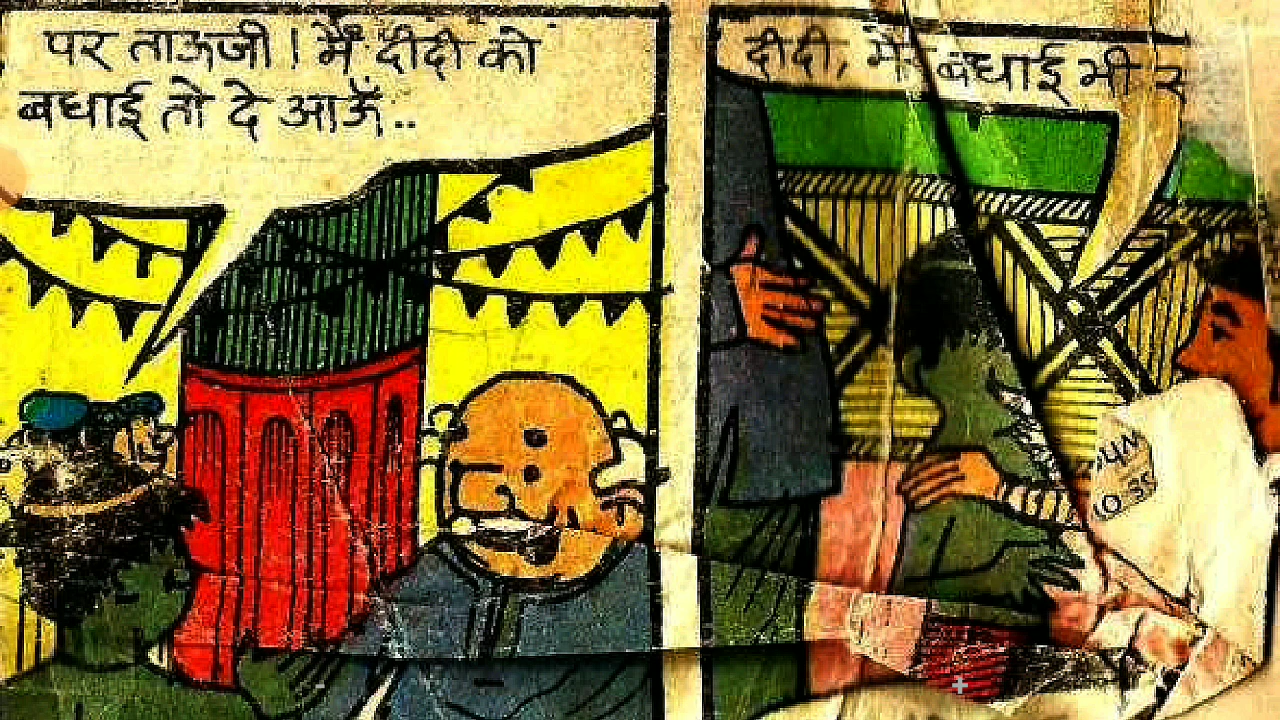 पर ताऊजी! मैं दीदी को
बधाई तो दे आऊँ..
दीदी, मैं बधाई भी